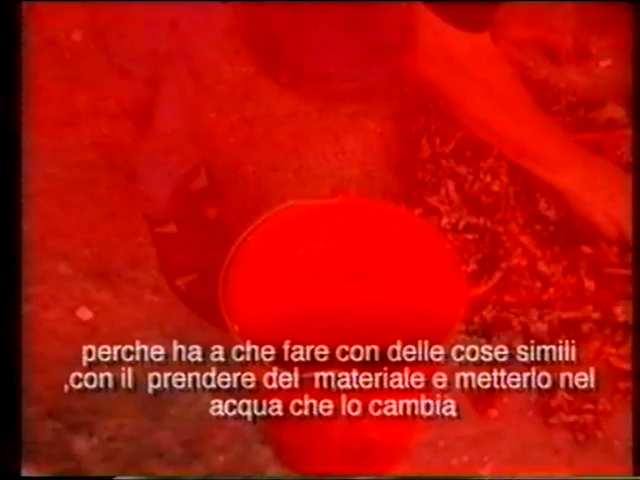 perche ha a che fare con delle cose simili
,con il prendere del materiale e metterlo nel
acqua che lo cambia